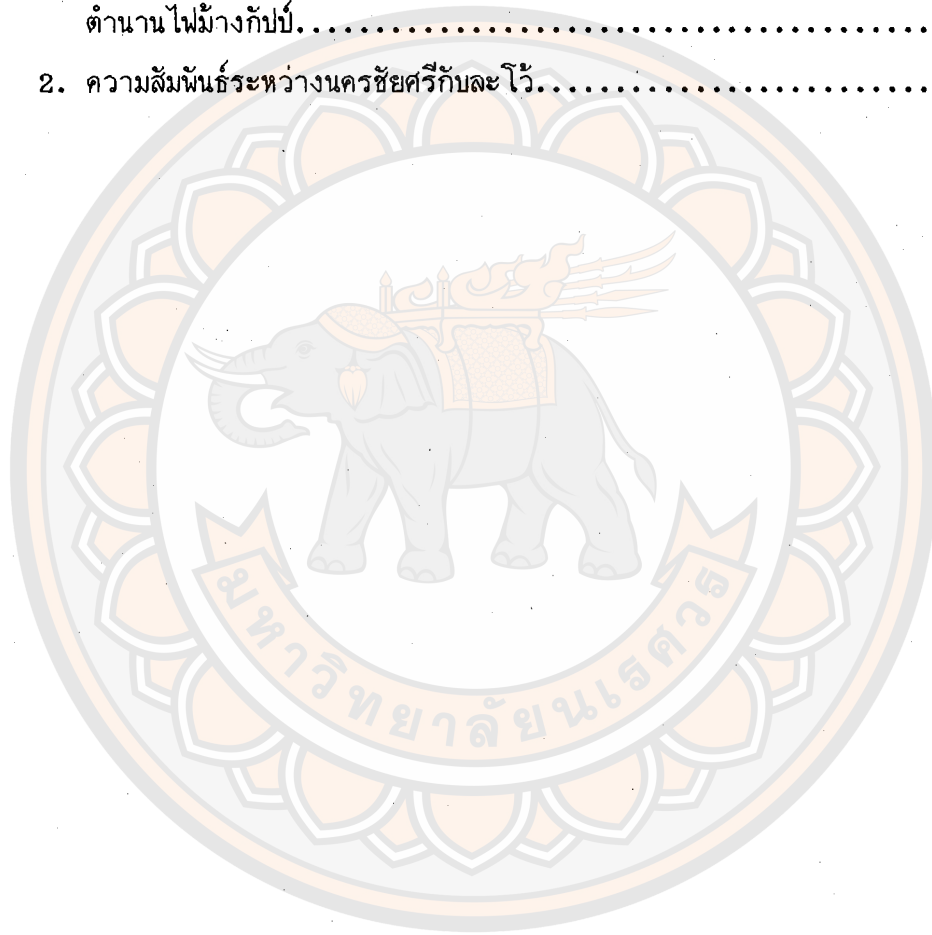 ตำนานไฟม้างกัปป์........................................
2. ความสัมพันธ์ระหว่างนครชัยศรีกับละโว้..............................
มหาวิทยาลัยนเรศวร